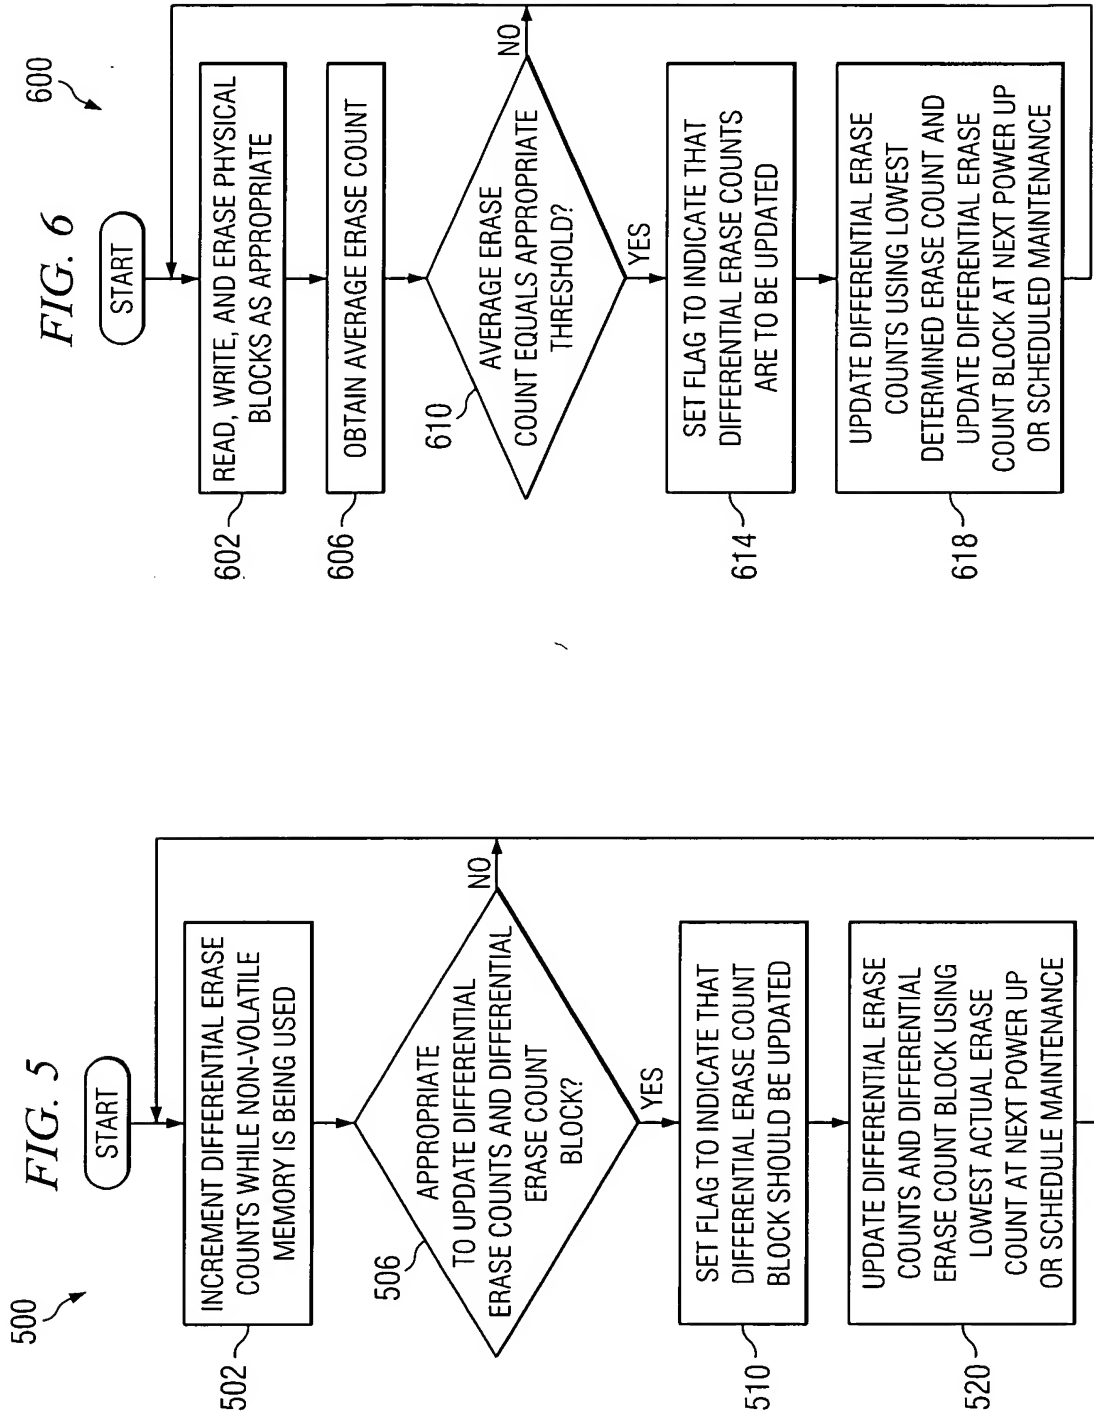 FIG. 5
500
START
INCREMENT DIFFERENTIAL ERASE
COUNTS WHILE NON-VOLATILE
MEMORY IS BEING USED
502
APPROPRIATE
TO UPDATE DIFFERENTIAL
ERASE COUNTS AND DIFFERENTIAL
ERASE COUNT
BLOCK?
506
NO
YES
SET FLAG TO INDICATE THAT
DIFFERENTIAL ERASE COUNT
BLOCK SHOULD BE UPDATED
510
UPDATE DIFFERENTIAL ERASE
COUNTS AND DIFFERENTIAL
ERASE COUNT BLOCK USING
LOWEST ACTUAL ERASE
COUNT AT NEXT POWER UP
OR SCHEDULE MAINTENANCE
520
FIG. 6
600
START
READ, WRITE, AND ERASE PHYSICAL
BLOCKS AS APPROPRIATE
602
OBTAIN AVERAGE ERASE COUNT
606
AVERAGE ERASE
COUNT EQUALS APPROPRIATE
THRESHOLD?
610
NO
YES
SET FLAG TO INDICATE THAT
DIFFERENTIAL ERASE COUNTS
ARE TO BE UPDATED
614
UPDATE DIFFERENTIAL ERASE
COUNTS USING LOWEST
DETERMINED ERASE COUNT AND
UPDATE DIFFERENTIAL ERASE
COUNT BLOCK AT NEXT POWER UP
OR SCHEDULED MAINTENANCE
618